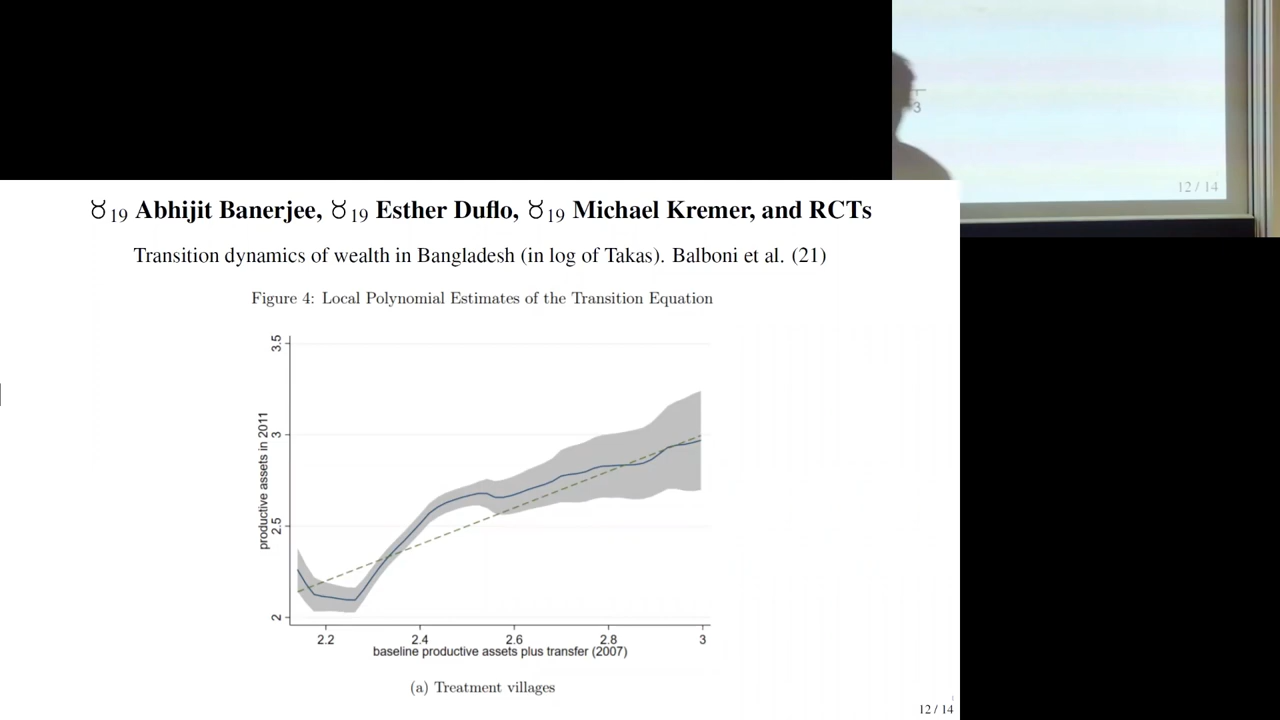 3
12 / 14
♉19 Abhijit Banerjee, ♉19 Esther Duflo, ♉19 Michael Kremer, and RCTs
Transition dynamics of wealth in Bangladesh (in log of Takas). Balboni et al. (21)
Figure 4: Local Polynomial Estimates of the Transition Equation
productive assets in 2011
3.5
3
2.5
2
2.2 2.4 2.6 2.8 3
baseline productive assets plus transfer (2007)
(a) Treatment villages
12 / 14